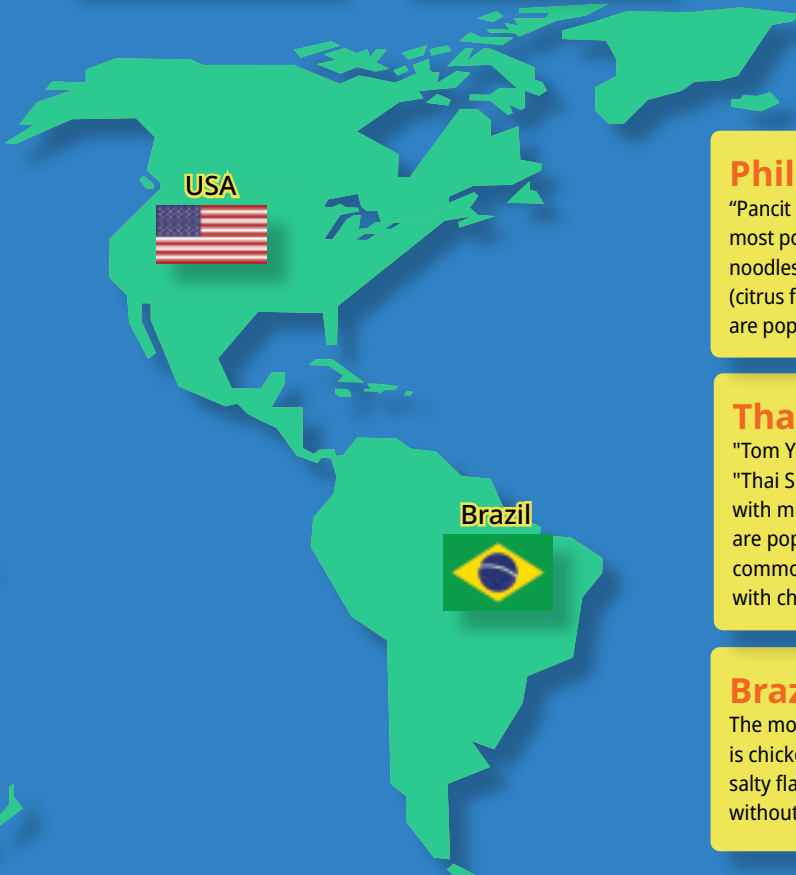 USA
Brazil
Phil
“Pancit
most po
noodles
(citrus f
are pop
Tha
"Tom Y
"Thai S
with m
are pop
commo
with ch
Braz
The mo
is chick
salty fla
without